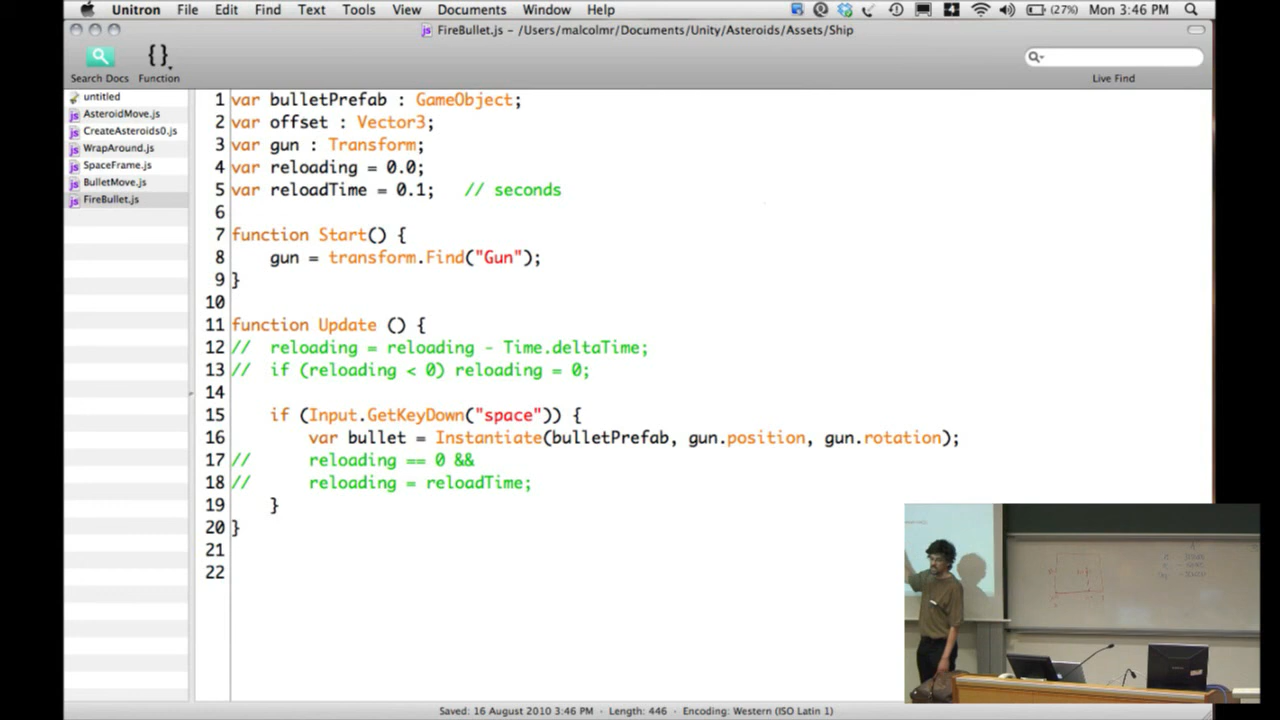 Unitron File Edit Find Text Tools View Documents Window Help 4 (27%) Mon 3:46 PM
FireBullet.js – /Users/malcolmr/Documents/Unity/Asteroids/Assets/Ship
Search Docs Function Live Find
untitled
AsteroidMove.js
CreateAsteroids0.js
WrapAround.js
SpaceFrame.js
BulletMove.js
FireBullet.js
1 var bulletPrefab : GameObject;
2 var offset : Vector3;
3 var gun : Transform;
4 var reloading = 0.0;
5 var reloadTime = 0.1; // seconds
6
7 function Start() {
8 gun = transform.Find("Gun");
9 }
10
11 function Update () {
12 // reloading = reloading - Time.deltaTime;
13 // if (reloading < 0) reloading = 0;
14
15 if (Input.GetKeyDown("space")) {
16 var bullet = Instantiate(bulletPrefab, gun.position, gun.rotation);
17 // reloading == 0 &&
18 // reloading = reloadTime;
19 }
20 }
21
22
Saved: 16 August 2010 3:46 PM • Length: 446 • Encoding: Western (ISO Latin 1)